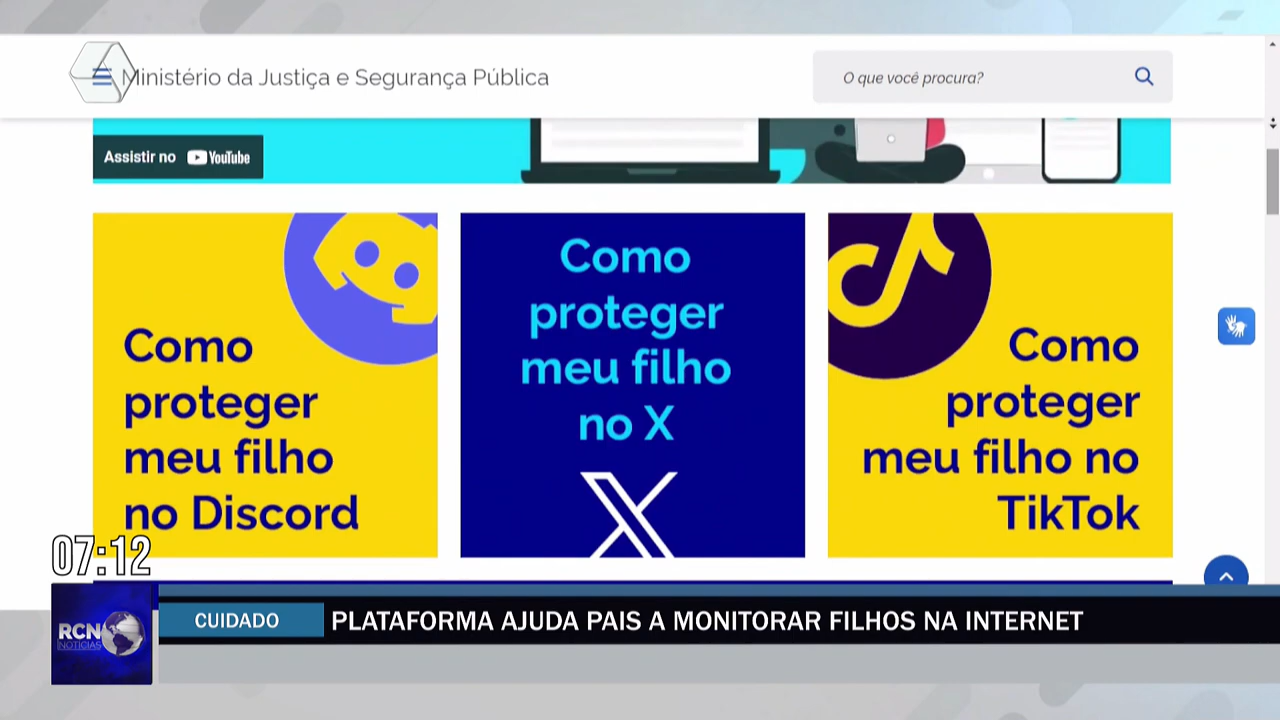 Ministério da Justiça e Segurança Pública
O que você procura?
Assistir no YouTube
Como
proteger
meu filho
no Discord
Como
proteger
meu filho
no X
Como
proteger
meu filho no
TikTok
07:12
RCN
NOTÍCIAS
CUIDADO
PLATAFORMA AJUDA PAIS A MONITORAR FILHOS NA INTERNET